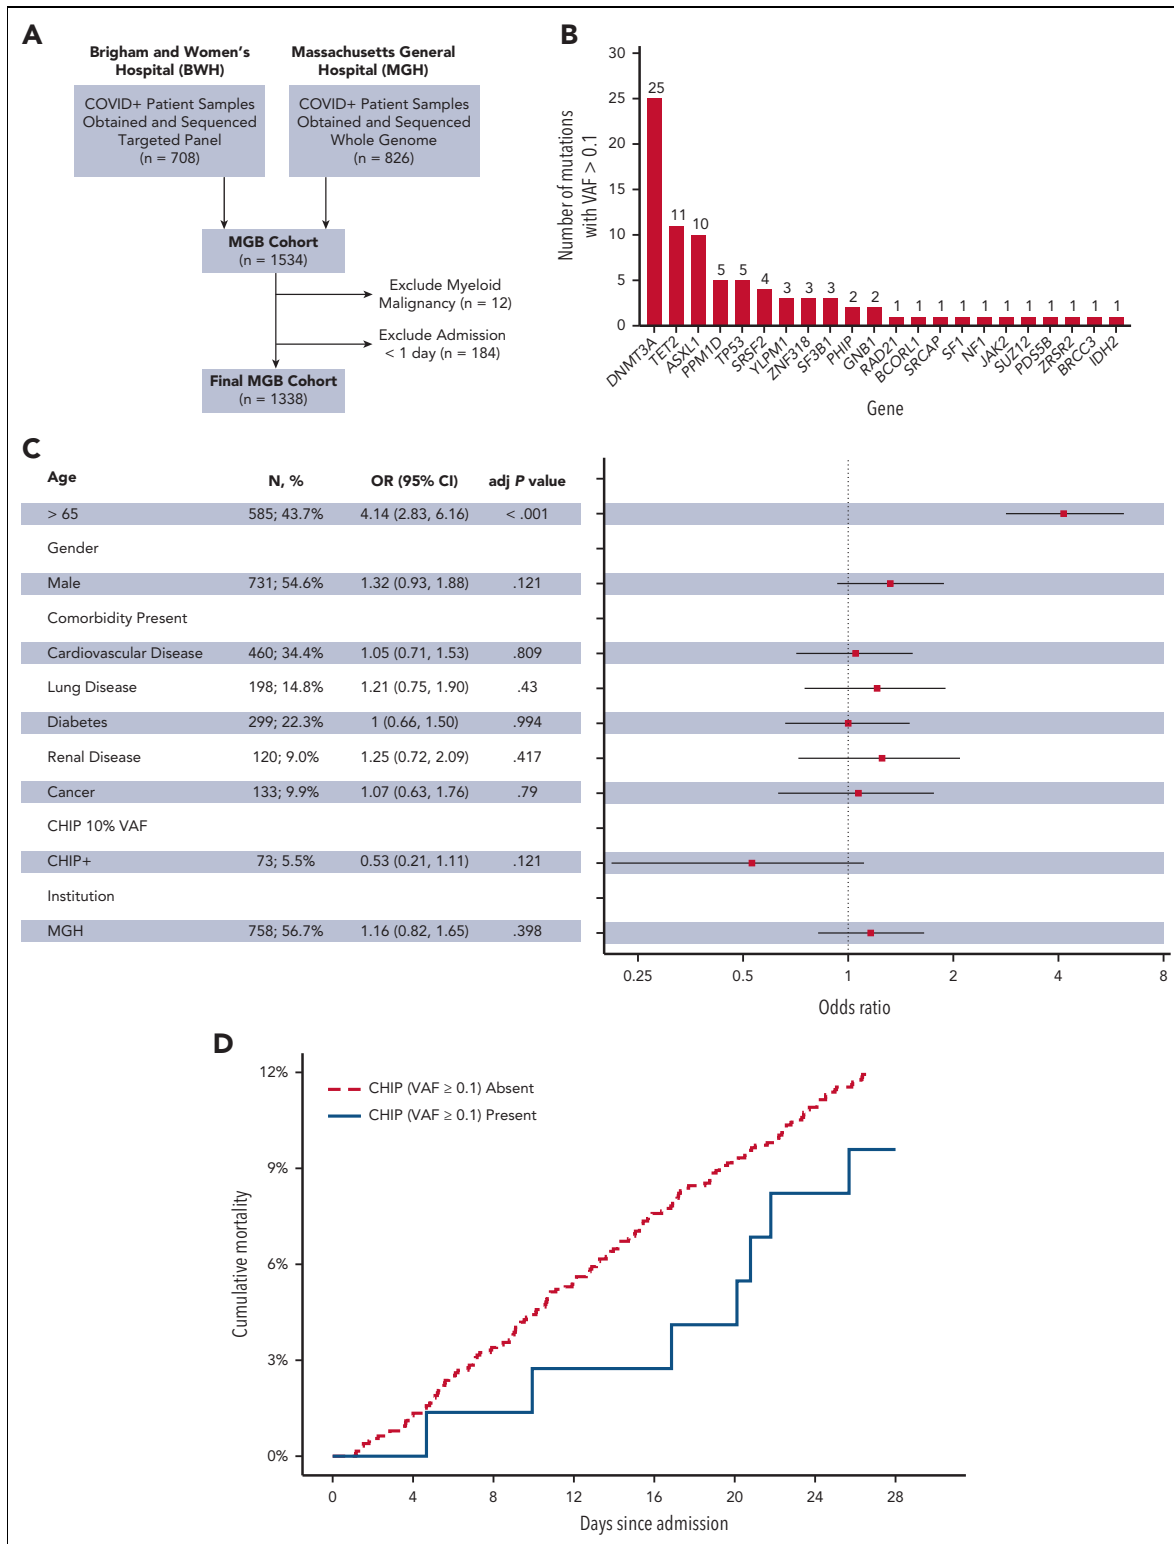 A
Brigham and Women's
Hospital (BWH)
Massachusetts General
Hospital (MGH)
COVID+ Patient Samples
Obtained and Sequenced
Targeted Panel
(n = 708)
COVID+ Patient Samples
Obtained and Sequenced
Whole Genome
(n = 826)
MGB Cohort
(n = 1534)
Exclude Myeloid
Malignancy (n = 12)
Exclude Admission
< 1 day (n = 184)
Final MGB Cohort
(n = 1338)
B
Number of mutations
with VAF > 0.1
30
25
20
15
10
5
0
25
11
10
5
5
4
3
3
3
2
2
1
1
1
1
1
1
1
1
1
1
1
DNMT3A
TET2
ASXL1
PPM1D
TP53
SRSF2
YLPM1
ZNF318
SF3B1
PHIP
GNB1
RAD21
BCORL1
SRCAP
SF1
NF1
JAK2
SUZ12
PDS5B
ZRSR2
BRCC3
IDH2
Gene
C
Age N, % OR (95% CI) adj P value
> 65 585; 43.7% 4.14 (2.83, 6.16) < .001
Gender
Male 731; 54.6% 1.32 (0.93, 1.88) .121
Comorbidity Present
Cardiovascular Disease 460; 34.4% 1.05 (0.71, 1.53) .809
Lung Disease 198; 14.8% 1.21 (0.75, 1.90) .43
Diabetes 299; 22.3% 1 (0.66, 1.50) .994
Renal Disease 120; 9.0% 1.25 (0.72, 2.09) .417
Cancer 133; 9.9% 1.07 (0.63, 1.76) .79
CHIP 10% VAF
CHIP+ 73; 5.5% 0.53 (0.21, 1.11) .121
Institution
MGH 758; 56.7% 1.16 (0.82, 1.65) .398
0.25 0.5 1 2 4 8
Odds ratio
D
Cumulative mortality
12%
9%
6%
3%
0%
CHIP (VAF ≥ 0.1) Absent
CHIP (VAF ≥ 0.1) Present
0 4 8 12 16 20 24 28
Days since admission